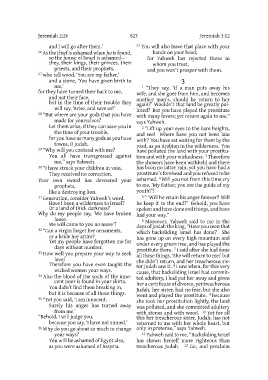 Jeremiah 2:26 823 Jeremiah 3:12
and I will go after them.'
26 As the thief is ashamed when he is found,
so the house of Israel is ashamed—
they, their kings, their princes, their
priests, and their prophets,
27 who tell wood, 'You are my father,'
and a stone, 'You have given birth to
me,'
for they have turned their back to me,
and not their face,
but in the time of their trouble they
will say, 'Arise, and save us!'
28 "But where are your gods that you have
made for yourselves?
Let them arise, if they can save you in
the time of your trouble,
for you have as many gods as you have
towns, O Judah.
29 "Why will you contend with me?
You all have transgressed against
me," says Yahweh.
30 "I have struck your children in vain.
They received no correction.
Your own sword has devoured your
prophets,
like a destroying lion.
31 Generation, consider Yahweh's word.
Have I been a wilderness to Israel?
Or a land of thick darkness?
Why do my people say, 'We have broken
loose.
We will come to you no more'?
32 "Can a virgin forget her ornaments,
or a bride her attire?
Yet my people have forgotten me for
days without number.
33 How well you prepare your way to seek
love!
Therefore you have even taught the
wicked women your ways.
34 Also the blood of the souls of the inno-
cent poor is found in your skirts.
You didn't find them breaking in,
but it is because of all these things.
35 "Yet you said, 'I am innocent.
Surely his anger has turned away
from me.'
"Behold, I will judge you,
because you say, 'I have not sinned.'
36 Why do you go about so much to change
your ways?
You will be ashamed of Egypt also,
as you were ashamed of Assyria.
37 You will also leave that place with your
hands on your head;
for Yahweh has rejected those in
whom you trust,
and you won't prosper with them.
3
1 "They say, 'If a man puts away his
wife, and she goes from him, and becomes
another man's, should he return to her
again?' Wouldn't that land be greatly pol-
luted? But you have played the prostitute
with many lovers; yet return again to me,"
says Yahweh.
2 "Lift up your eyes to the bare heights,
and see! Where have you not been lain
with? You have sat waiting for them by the
road, as an Arabian in the wilderness. You
have polluted the land with your prostitu-
tion and with your wickedness. 3 Therefore
the showers have been withheld and there
has been no latter rain; yet you have had a
prostitute's forehead and you refused to be
ashamed. 4 Will you not from this time cry
to me, 'My Father, you are the guide of my
youth'?
5 "'Will he retain his anger forever? Will
he keep it to the end?' Behold, you have
spoken and have done evil things, and have
had your way."
6 Moreover, Yahweh said to me in the
days of Josiah the king, "Have you seen that
which backsliding Israel has done? She
has gone up on every high mountain and
under every green tree, and has played the
prostitute there. 7 I said after she had done
all these things, 'She will return to me;' but
she didn't return, and her treacherous sis-
ter Judah saw it. 8 I saw when, for this very
cause, that backsliding Israel had commit-
ted adultery, I had put her away and given
her a certificate of divorce, yet treacherous
Judah, her sister, had no fear, but she also
went and played the prostitute. 9 Because
she took her prostitution lightly, the land
was polluted, and she committed adultery
with stones and with wood. 10 Yet for all
this her treacherous sister, Judah, has not
returned to me with her whole heart, but
only in pretense," says Yahweh.
11 Yahweh said to me, "Backsliding Israel
has shown herself more righteous than
treacherous Judah. 12 Go, and proclaim